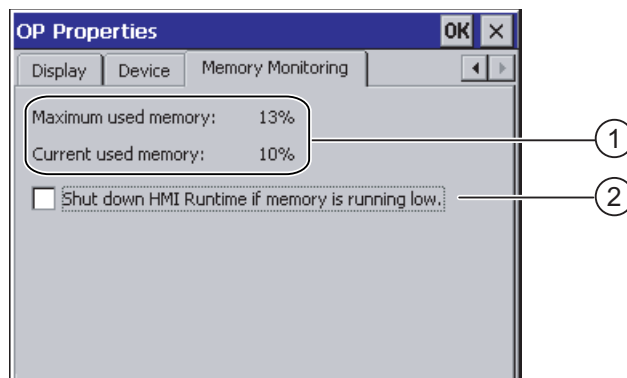 OP Properties OK ×
Display Device Memory Monitoring
Maximum used memory: 13%
1
Current used memory: 10%
Shut down HMI Runtime if memory is running low.
2